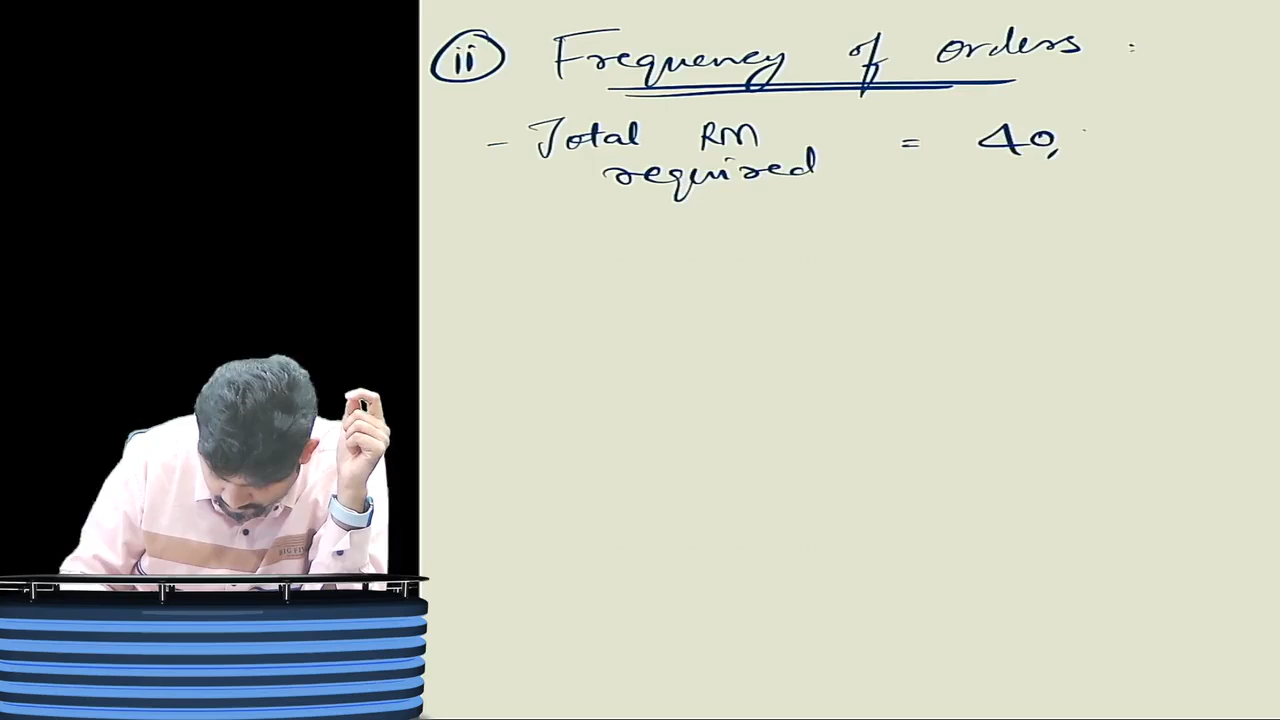 ii Frequency of orders :
- Total RM = 40,
required